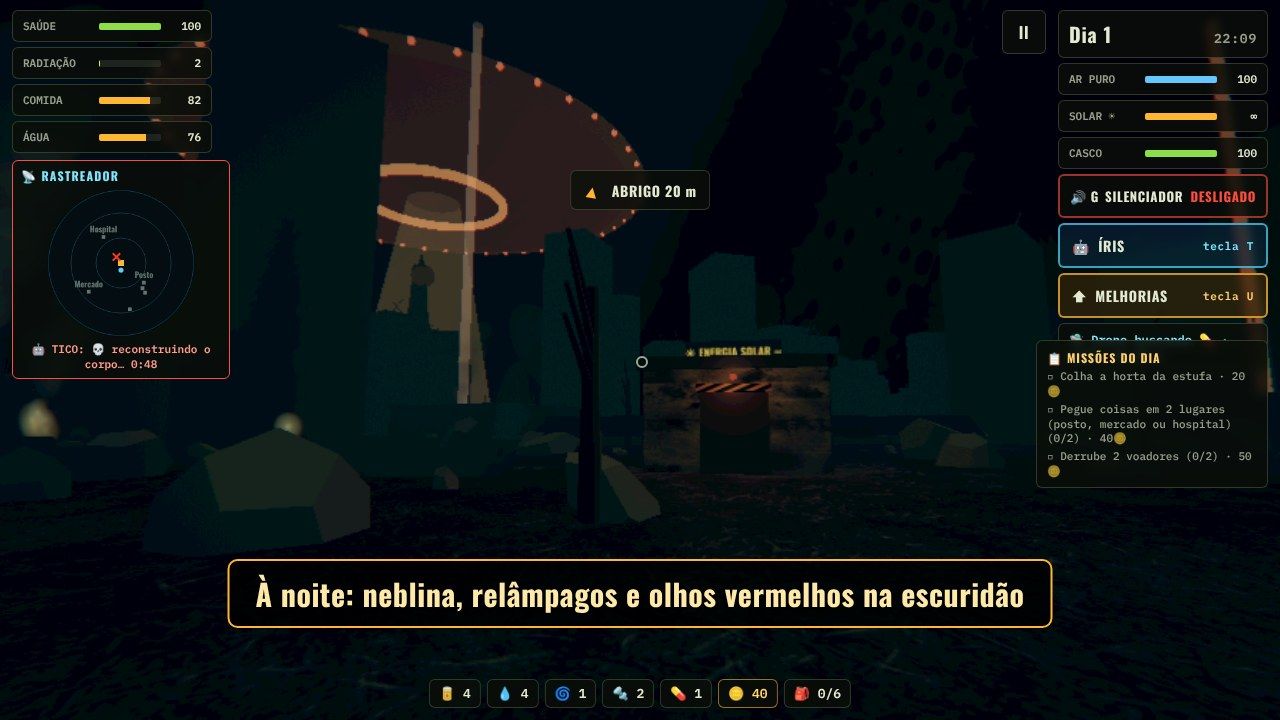 SAÚDE 100
RADIAÇÃO 2
COMIDA 82
ÁGUA 76
RASTREADOR
Hospital
Posto
Mercado
TICO: reconstruindo o
corpo… 0:48
ABRIGO 20 m
ENERGIA SOLAR
Dia 1 22:09
AR PURO 100
SOLAR ☀ ∞
CASCO 100
G SILENCIADOR DESLIGADO
ÍRIS tecla T
MELHORIAS tecla U
Drone buscando
MISSÕES DO DIA
Colha a horta da estufa · 20
Pegue coisas em 2 lugares
(posto, mercado ou hospital)
(0/2) · 40
Derrube 2 voadores (0/2) · 50
À noite: neblina, relâmpagos e olhos vermelhos na escuridão
4 4 1 2 1 40 0/6